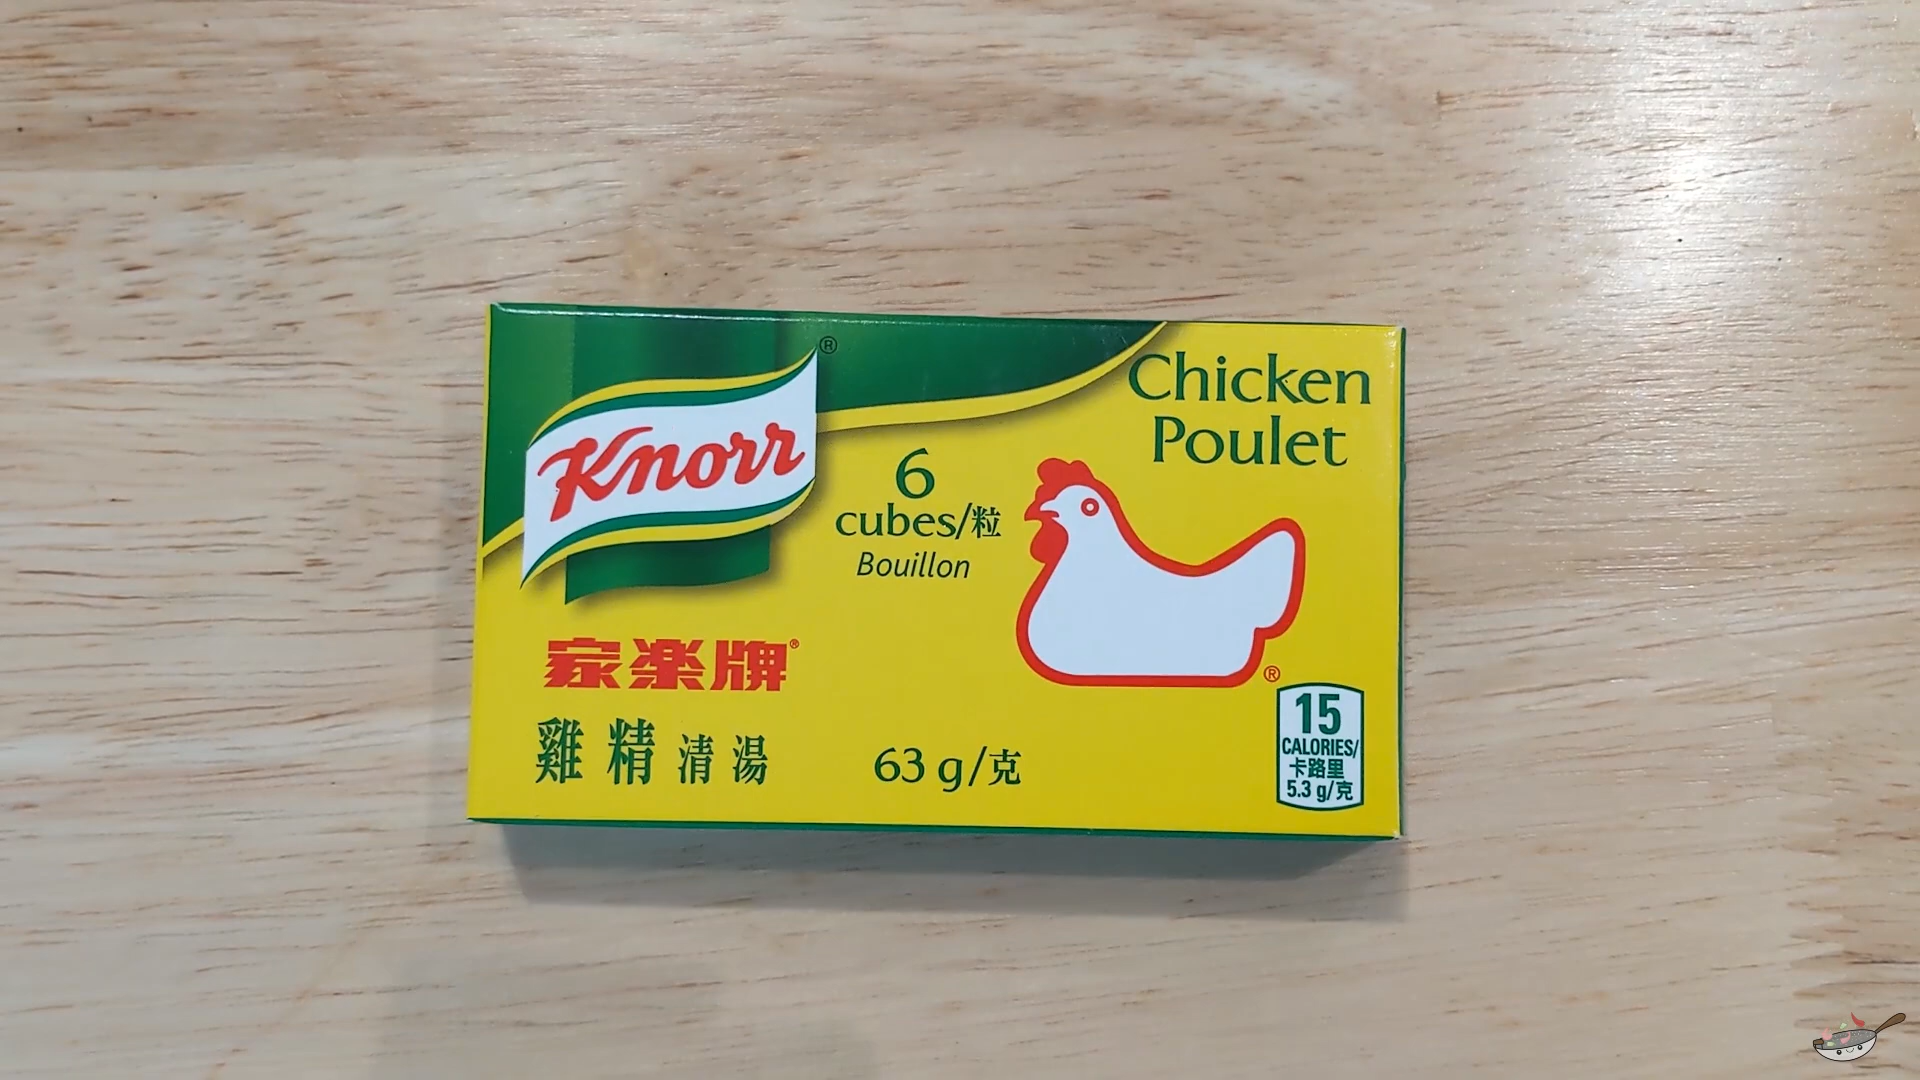 Knorr®
Chicken
Poulet
6
cubes/粒
Bouillon
家楽牌®
雞精清湯
63 g/克
®
15
CALORIES/
卡路里
5.3 g/克